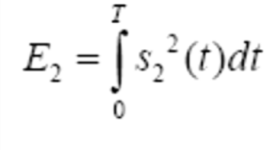 E₂ = ∫₀ᵀ s₂²(t)dt